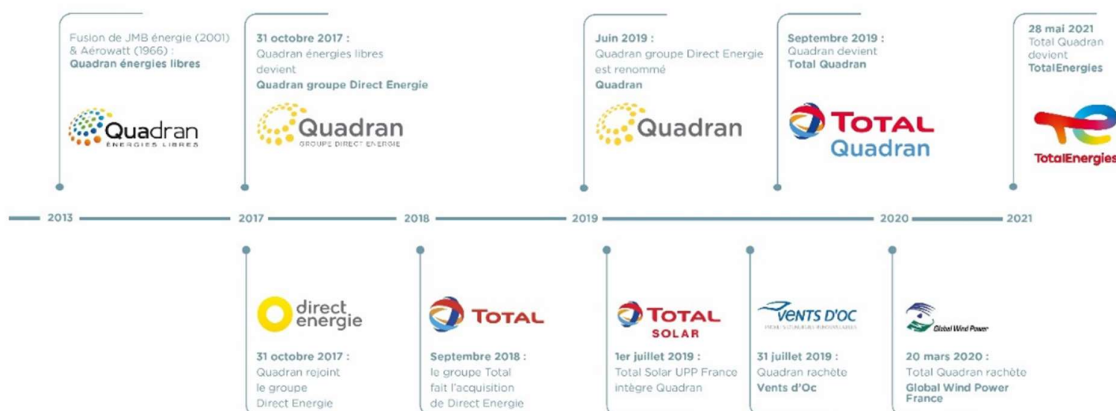 Fusion de JMB énergie (2001)
& Aérowatt (1966) :
Quadran énergies libres
Quadran
ÉNERGIES LIBRES
31 octobre 2017 :
Quadran énergies libres
devient
Quadran groupe Direct Energie
Quadran
GROUPE DIRECT ENERGIE
Juin 2019 :
Quadran groupe Direct Energie
est renommé
Quadran
Quadran
Septembre 2019 :
Quadran devient
Total Quadran
TOTAL
Quadran
28 mai 2021
Total Quadran
devient
TotalEnergies
TotalEnergies
2013
2017
2018
2019
2020
2021
direct
energie
31 octobre 2017 :
Quadran rejoint
le groupe
Direct Energie
TOTAL
Septembre 2018 :
le groupe Total
fait l'acquisition
de Direct Energie
TOTAL
SOLAR
1er juillet 2019 :
Total Solar UPP France
intègre Quadran
VENTS D'OC
31 juillet 2019 :
Quadran rachète
Vents d'Oc
Global Wind Power
20 mars 2020 :
Total Quadran rachète
Global Wind Power
France